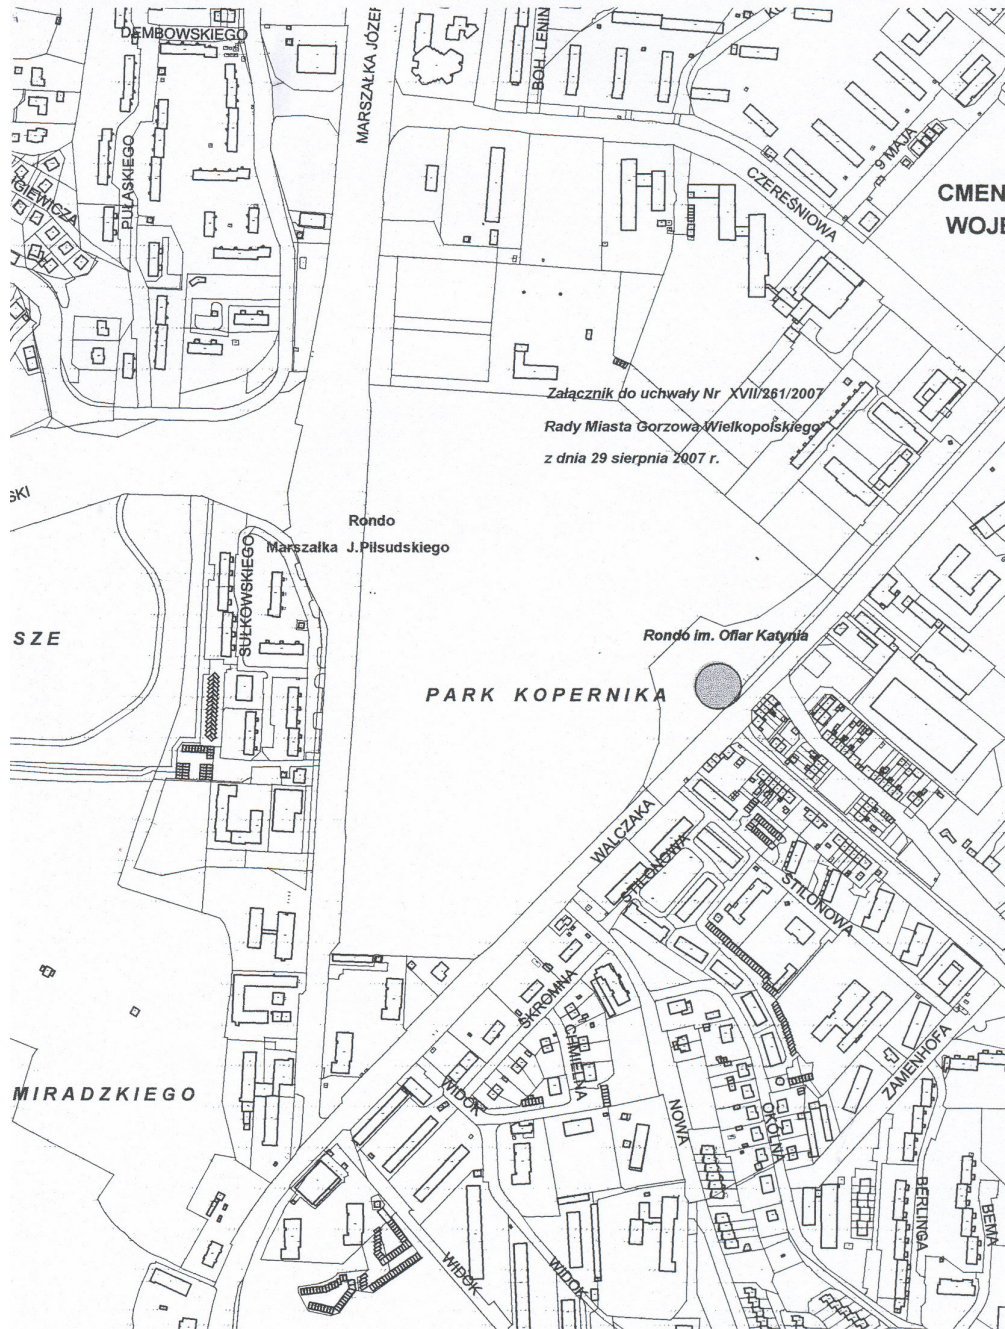 DEMBOWSKIEGO
MARSZAŁKA JÓZEF
BOH. LENIN
PUŁASKIEGO
GIEWICZA
9 MAJA
CZEREŚNIOWA
CMEN
WOJE
Załącznik do uchwały Nr XVII/261/2007
Rady Miasta Gorzowa Wielkopolskiego
z dnia 29 sierpnia 2007 r.
SKI
Rondo
Marszałka J.Piłsudskiego
SUŁKOWSKIEGO
SZE
Rondo im. Ofiar Katynia
PARK KOPERNIKA
WALCZAKA
STILONOWA
STILONOWA
SKROMNA
CHMIELNA
ZAMENHOFA
MIRADZKIEGO
WIDOK
NOWA
OKÓLNA
BERLINGA
BEMA
WIDOK
WIDOK